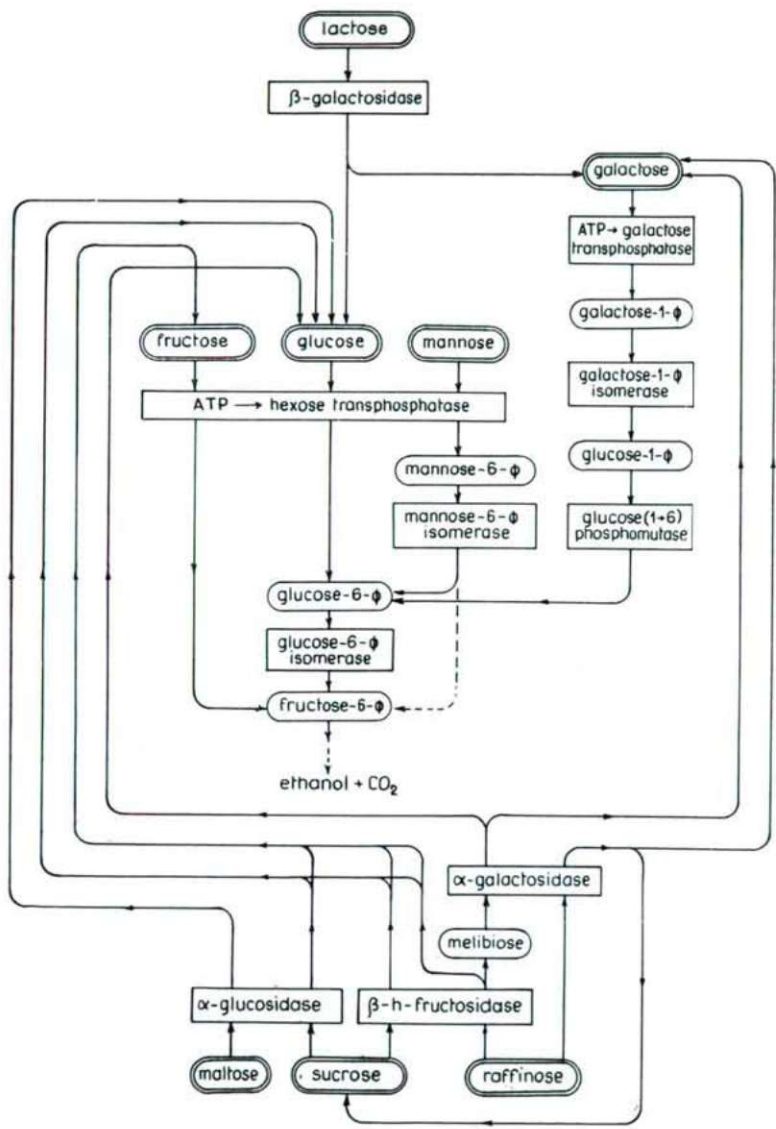 lactose
β-galactosidase
galactose
ATP→ galactose
transphosphatase
galactose-1-ϕ
fructose
glucose
mannose
galactose-1-ϕ
isomerase
ATP ⟶ hexose transphosphatase
mannose-6-ϕ
glucose-1-ϕ
mannose-6-ϕ
isomerase
glucose(1→6)
phosphomutase
glucose-6-ϕ
glucose-6-ϕ
isomerase
fructose-6-ϕ
ethanol + CO₂
α-galactosidase
melibiose
α-glucosidase
β-h-fructosidase
maltose
sucrose
raffinose